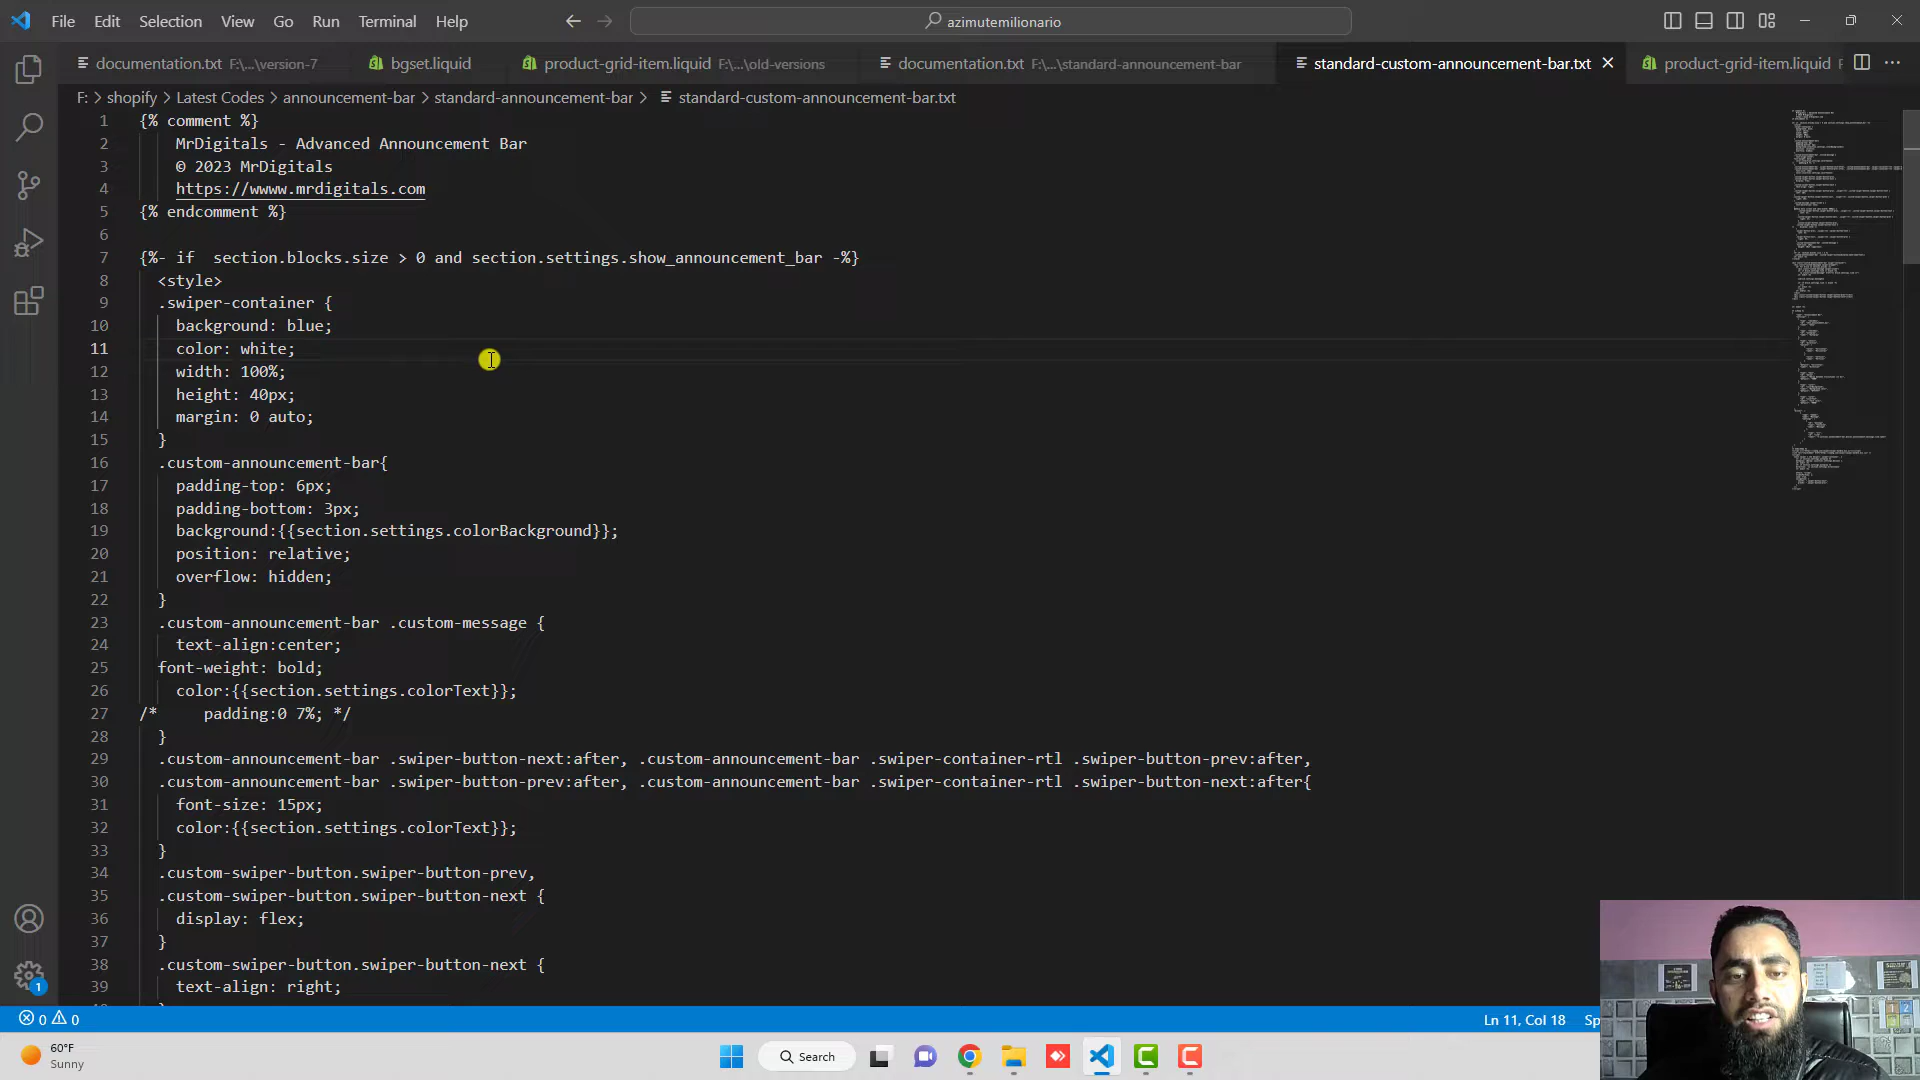 File Edit Selection View Go Run Terminal Help
azimutemilionario
documentation.txt F:\...\version-7
bgset.liquid
product-grid-item.liquid F:\...\old-versions
documentation.txt F:\...\standard-announcement-bar
standard-custom-announcement-bar.txt
product-grid-item.liquid F
F: > shopify > Latest Codes > announcement-bar > standard-announcement-bar > standard-custom-announcement-bar.txt
1 {% comment %}
2 MrDigitals - Advanced Announcement Bar
3 © 2023 MrDigitals
4 https://wwww.mrdigitals.com
5 {% endcomment %}
6
7 {%- if  section.blocks.size > 0 and section.settings.show_announcement_bar -%}
8 <style>
9 .swiper-container {
10 background: blue;
11 color: white;
12 width: 100%;
13 height: 40px;
14 margin: 0 auto;
15 }
16 .custom-announcement-bar{
17 padding-top: 6px;
18 padding-bottom: 3px;
19 background:{{section.settings.colorBackground}};
20 position: relative;
21 overflow: hidden;
22 }
23 .custom-announcement-bar .custom-message {
24 text-align:center;
25 font-weight: bold;
26 color:{{section.settings.colorText}};
27 /*     padding:0 7%; */
28 }
29 .custom-announcement-bar .swiper-button-next:after, .custom-announcement-bar .swiper-container-rtl .swiper-button-prev:after,
30 .custom-announcement-bar .swiper-button-prev:after, .custom-announcement-bar .swiper-container-rtl .swiper-button-next:after{
31 font-size: 15px;
32 color:{{section.settings.colorText}};
33 }
34 .custom-swiper-button.swiper-button-prev,
35 .custom-swiper-button.swiper-button-next {
36 display: flex;
37 }
38 .custom-swiper-button.swiper-button-next {
39 text-align: right;
1
0 0
Ln 11, Col 18 Sp
60°F
Sunny
Search